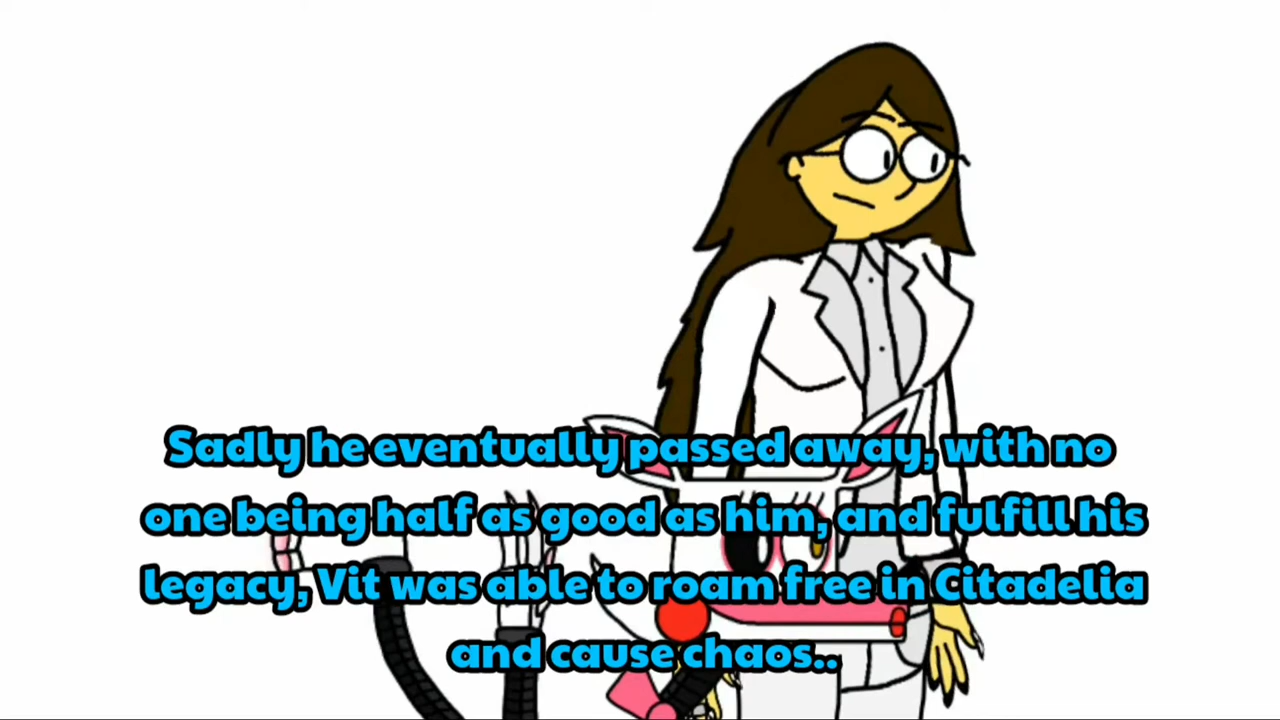 Sadly he eventually passed away, with no
one being half as good as him, and fulfill his
legacy, Vit was able to roam free in Citadelia
and cause chaos..